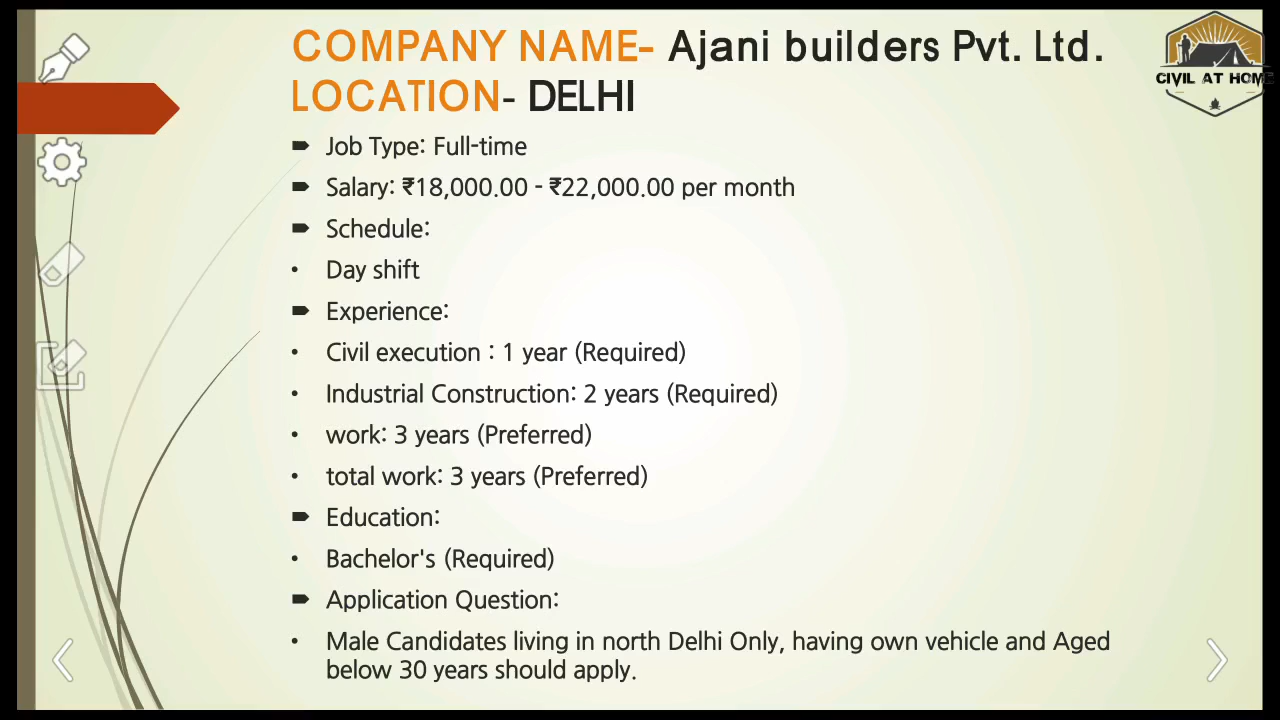 COMPANY NAME- Ajani builders Pvt. Ltd.
LOCATION- DELHI
CIVIL AT HOME
Job Type: Full-time
Salary: ₹18,000.00 - ₹22,000.00 per month
Schedule:
Day shift
Experience:
Civil execution : 1 year (Required)
Industrial Construction: 2 years (Required)
work: 3 years (Preferred)
total work: 3 years (Preferred)
Education:
Bachelor's (Required)
Application Question:
Male Candidates living in north Delhi Only, having own vehicle and Aged
below 30 years should apply.